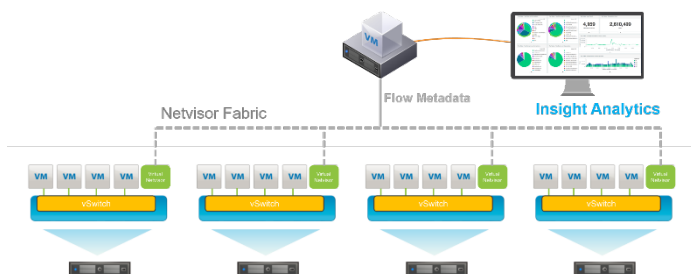 VM
Flow Metadata
Insight Analytics
4,959
2,010,489
Netvisor Fabric
VM VM VM VM Virtual Netvisor
VM VM VM VM Virtual Netvisor
VM VM VM VM Virtual Netvisor
VM VM VM VM Virtual Netvisor
vSwitch
vSwitch
vSwitch
vSwitch